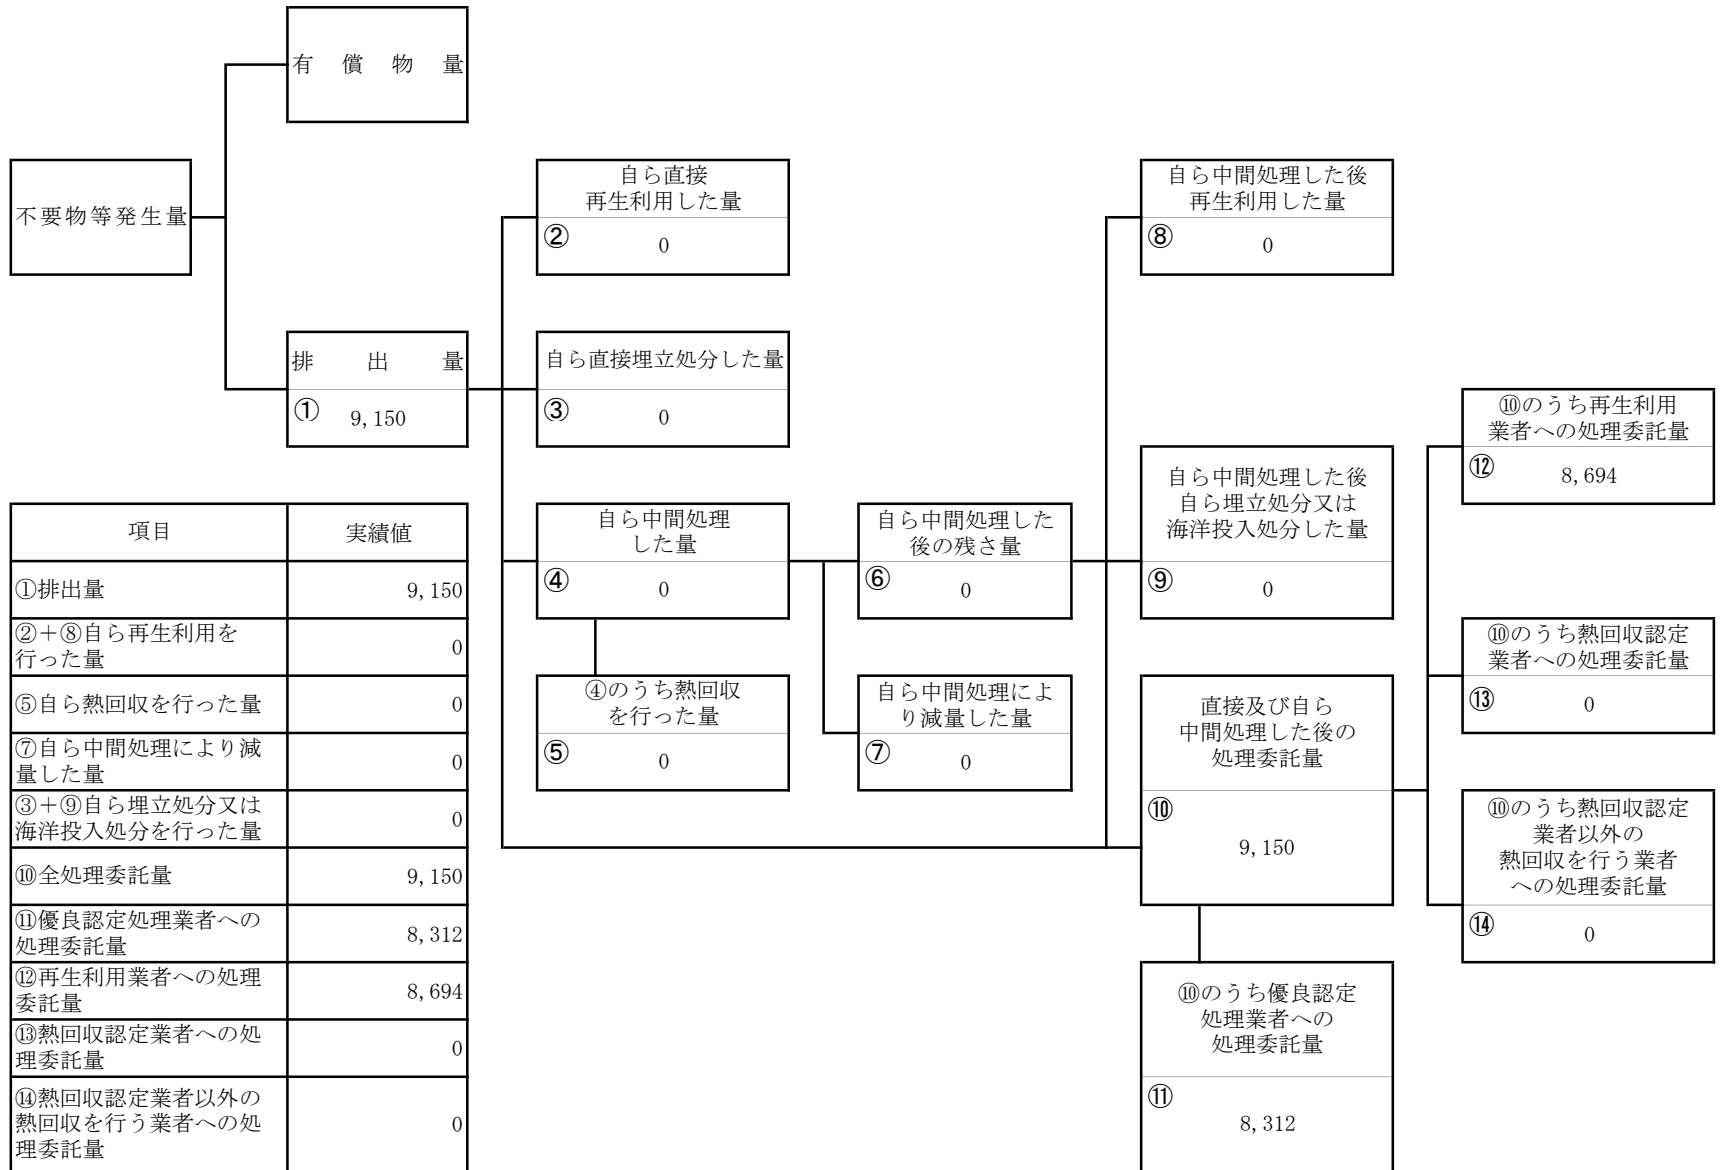 有償物量
不要物等発生量
自ら直接
再生利用した量
②
0
自ら中間処理した後
再生利用した量
⑧
0
排出量
①
9,150
自ら直接埋立処分した量
③
0
⑩のうち再生利用
業者への処理委託量
⑫
8,694
自ら中間処理
した量
④
0
自ら中間処理した
後の残さ量
⑥
0
自ら中間処理した後
自ら埋立処分又は
海洋投入処分した量
⑨
0
⑩のうち熱回収認定
業者への処理委託量
⑬
0
④のうち熱回収
を行った量
⑤
0
自ら中間処理によ
り減量した量
⑦
0
直接及び自ら
中間処理した後の
処理委託量
⑩
9,150
⑩のうち熱回収認定
業者以外の
熱回収を行う業者
への処理委託量
⑭
0
⑩のうち優良認定
処理業者への
処理委託量
⑪
8,312
項目 実績値
①排出量 9,150
②＋⑧自ら再生利用を
行った量 0
⑤自ら熱回収を行った量 0
⑦自ら中間処理により減
量した量 0
③＋⑨自ら埋立処分又は
海洋投入処分を行った量 0
⑩全処理委託量 9,150
⑪優良認定処理業者への
処理委託量 8,312
⑫再生利用業者への処理
委託量 8,694
⑬熱回収認定業者への処
理委託量 0
⑭熱回収認定業者以外の
熱回収を行う業者への処
理委託量 0